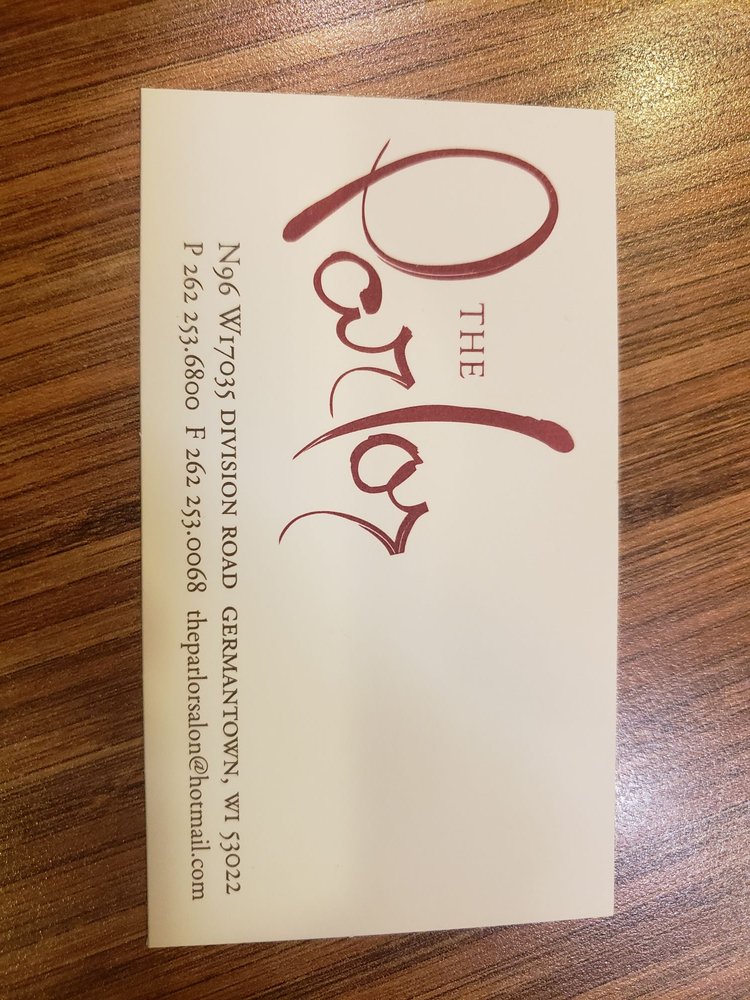 THE
Parlor
N96 W17035 DIVISION ROAD GERMANTOWN, WI 53022
P 262 253.6800 F 262 253.0068 theparlorsalon@hotmail.com